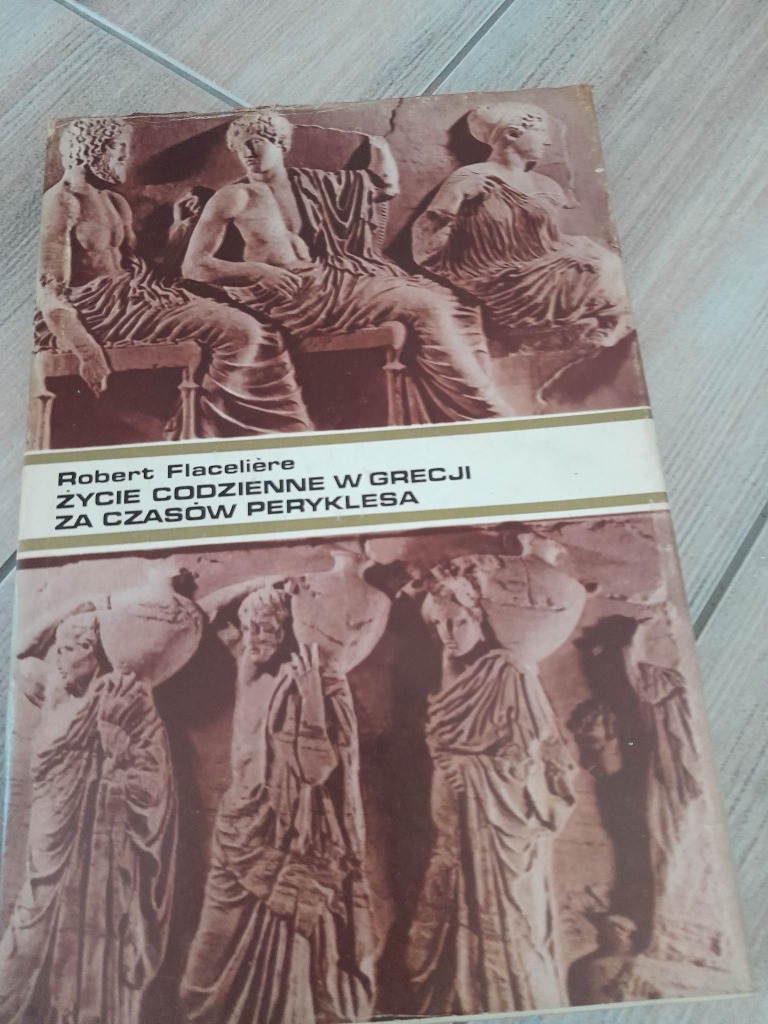 Robert Flacelière
ŻYCIE CODZIENNE W GRECJI
ZA CZASÓW PERYKLESA